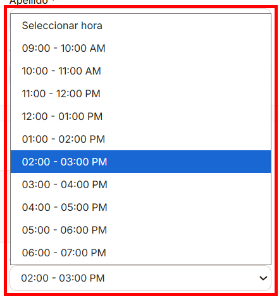 Apellido *
Seleccionar hora
09:00 - 10:00 AM
10:00 - 11:00 AM
11:00 - 12:00 PM
12:00 - 01:00 PM
01:00 - 02:00 PM
02:00 - 03:00 PM
03:00 - 04:00 PM
04:00 - 05:00 PM
05:00 - 06:00 PM
06:00 - 07:00 PM
02:00 - 03:00 PM